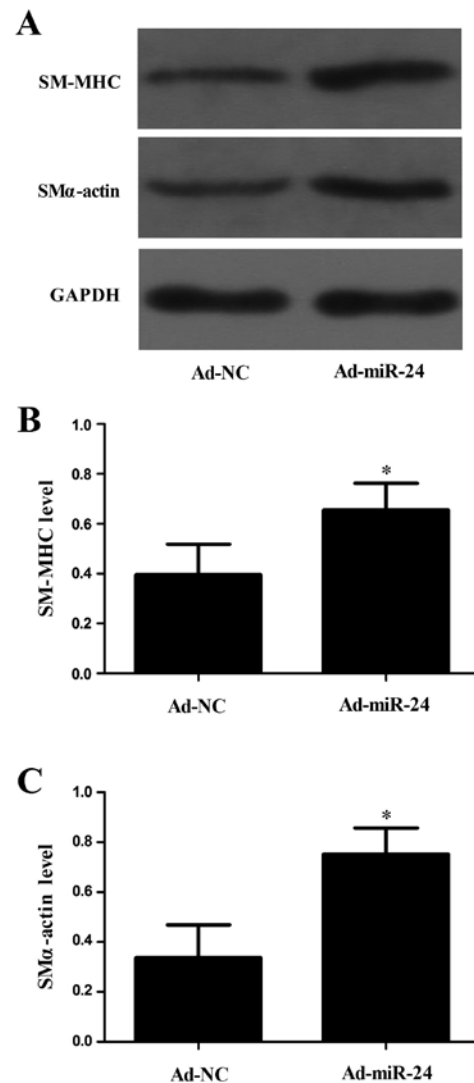 A
SM-MHC
SMα-actin
GAPDH
Ad-NC Ad-miR-24
B
SM-MHC level
1.0
0.8
0.6
0.4
0.2
0.0
*
Ad-NC Ad-miR-24
C
SMα-actin level
1.0
0.8
0.6
0.4
0.2
0.0
*
Ad-NC Ad-miR-24